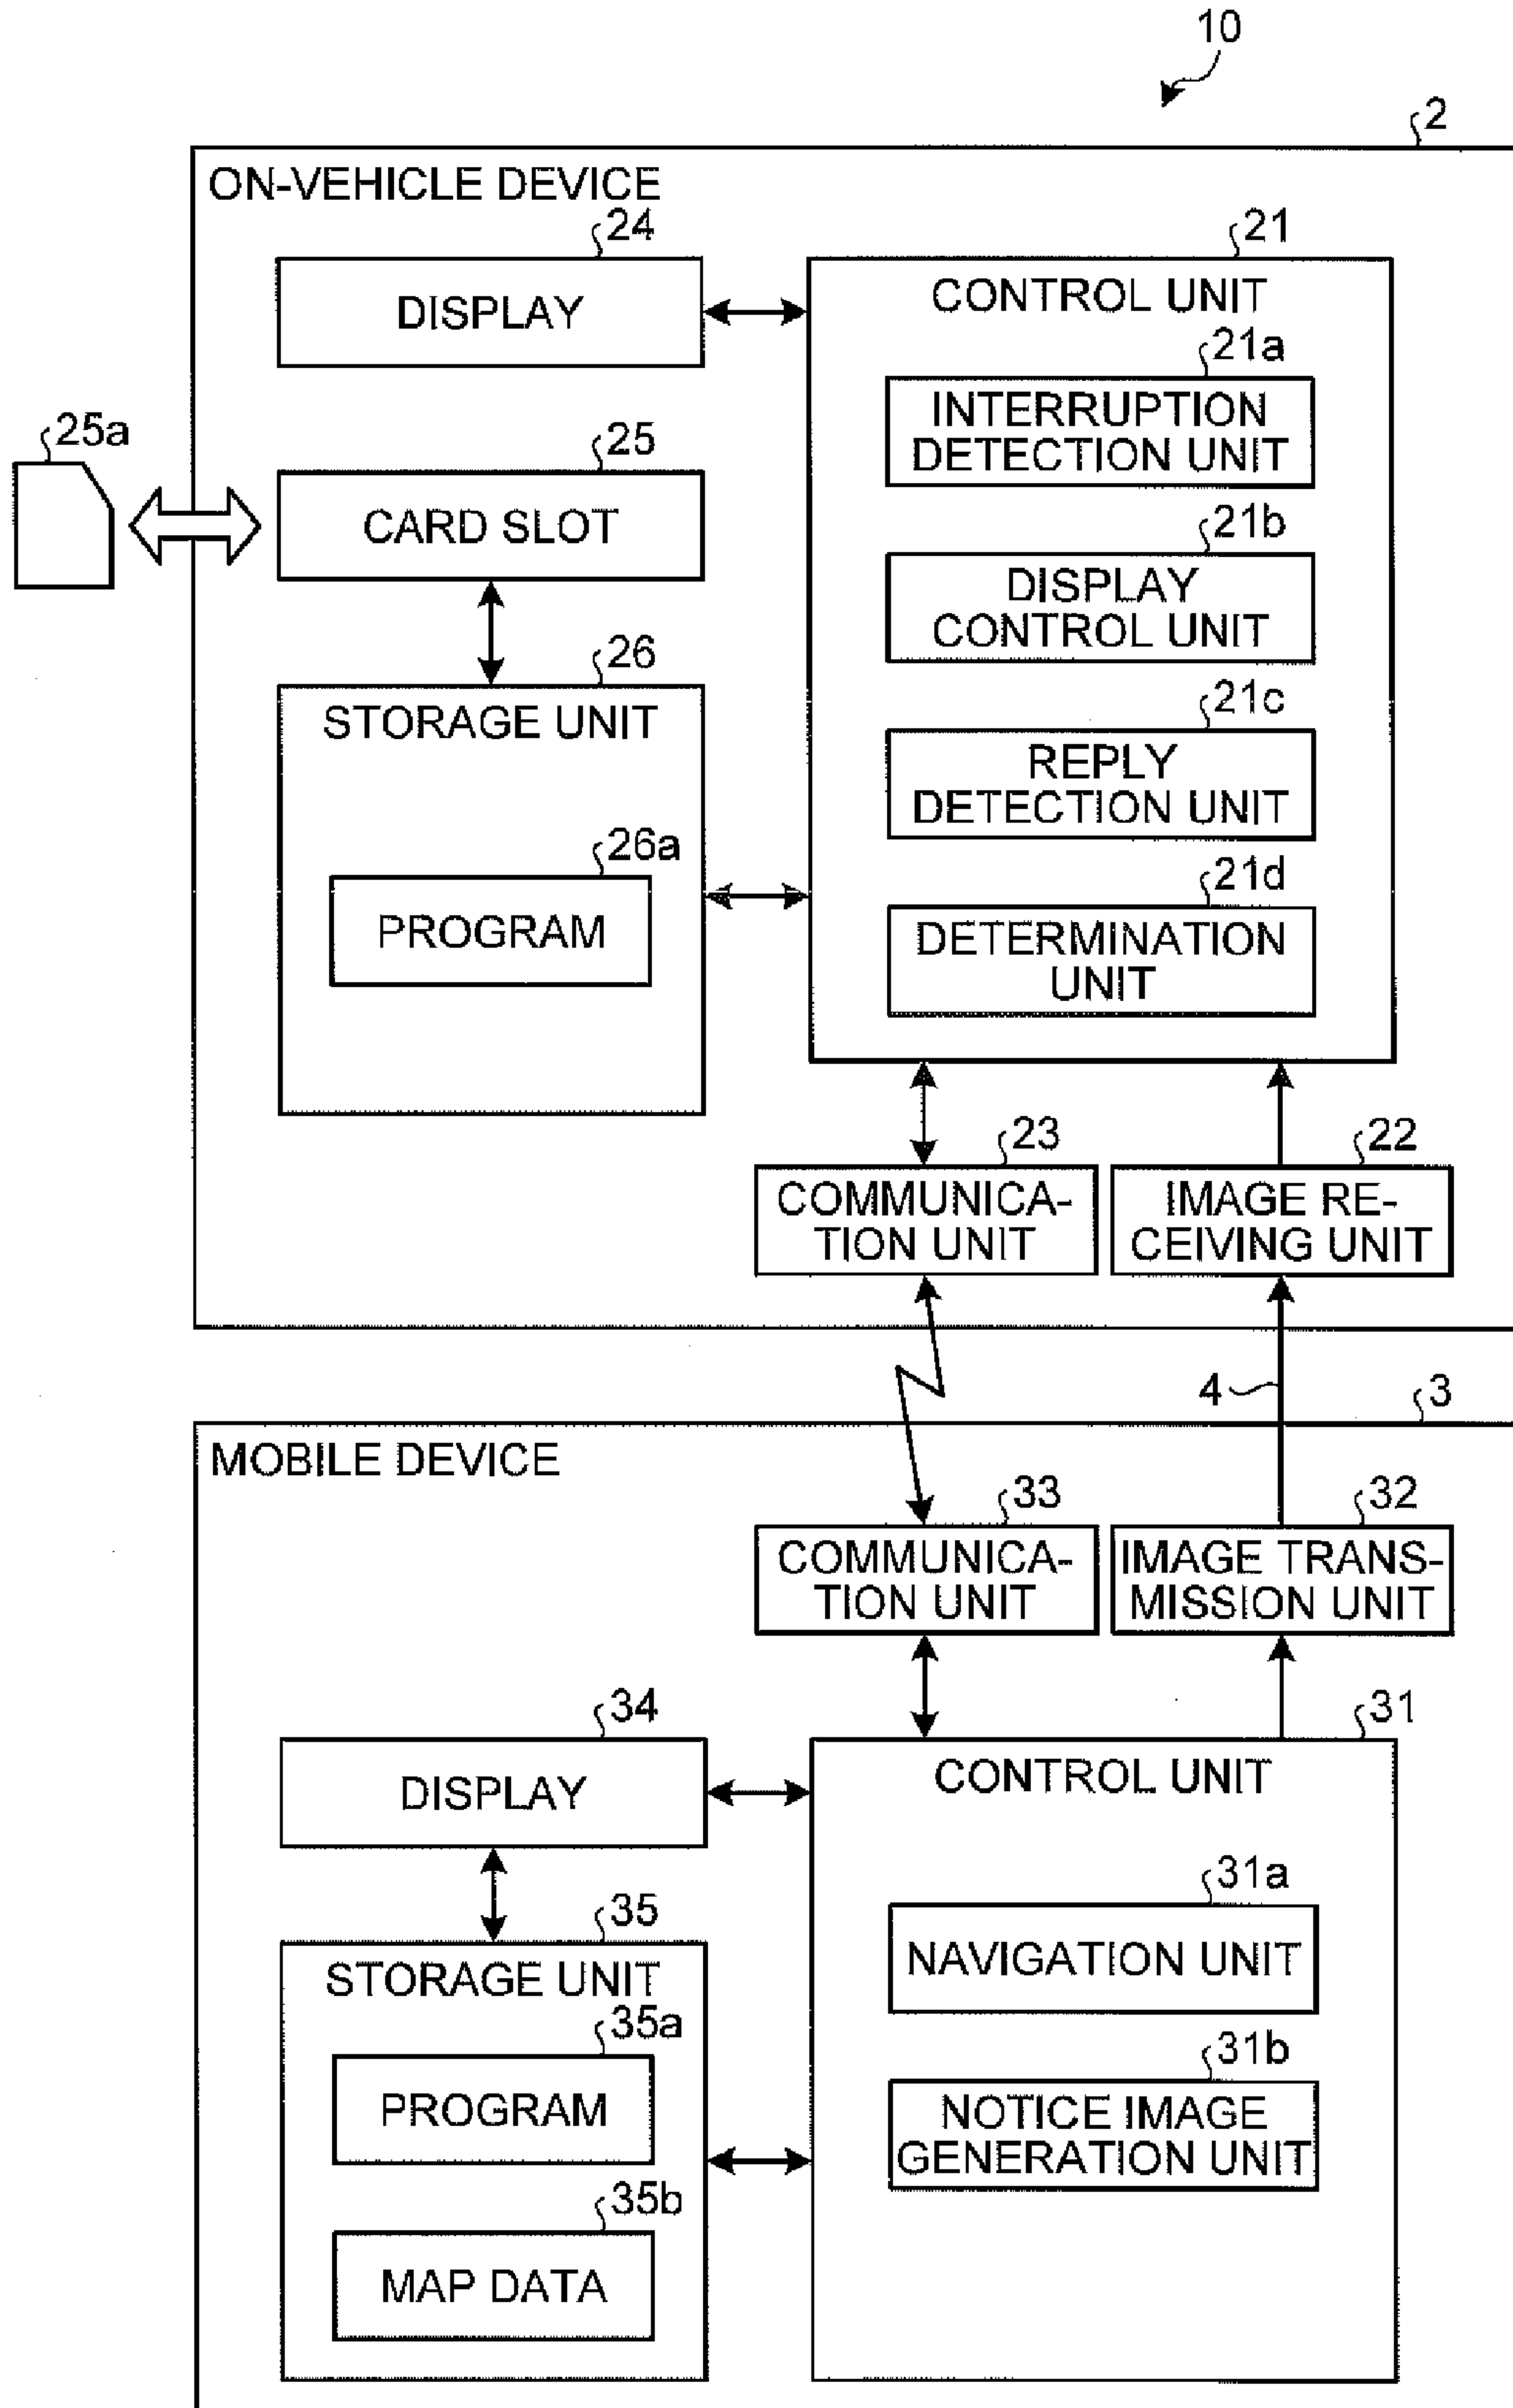 10
2
ON-VEHICLE DEVICE
24
DISPLAY
21
CONTROL UNIT
21a
INTERRUPTION
DETECTION UNIT
25a
25
CARD SLOT
21b
DISPLAY
CONTROL UNIT
26
STORAGE UNIT
21c
REPLY
DETECTION UNIT
26a
PROGRAM
21d
DETERMINATION
UNIT
23
COMMUNICA-
TION UNIT
22
IMAGE RE-
CEIVING UNIT
4
3
MOBILE DEVICE
33
COMMUNICA-
TION UNIT
32
IMAGE TRANS-
MISSION UNIT
34
DISPLAY
31
CONTROL UNIT
31a
NAVIGATION UNIT
35
STORAGE UNIT
35a
PROGRAM
31b
NOTICE IMAGE
GENERATION UNIT
35b
MAP DATA